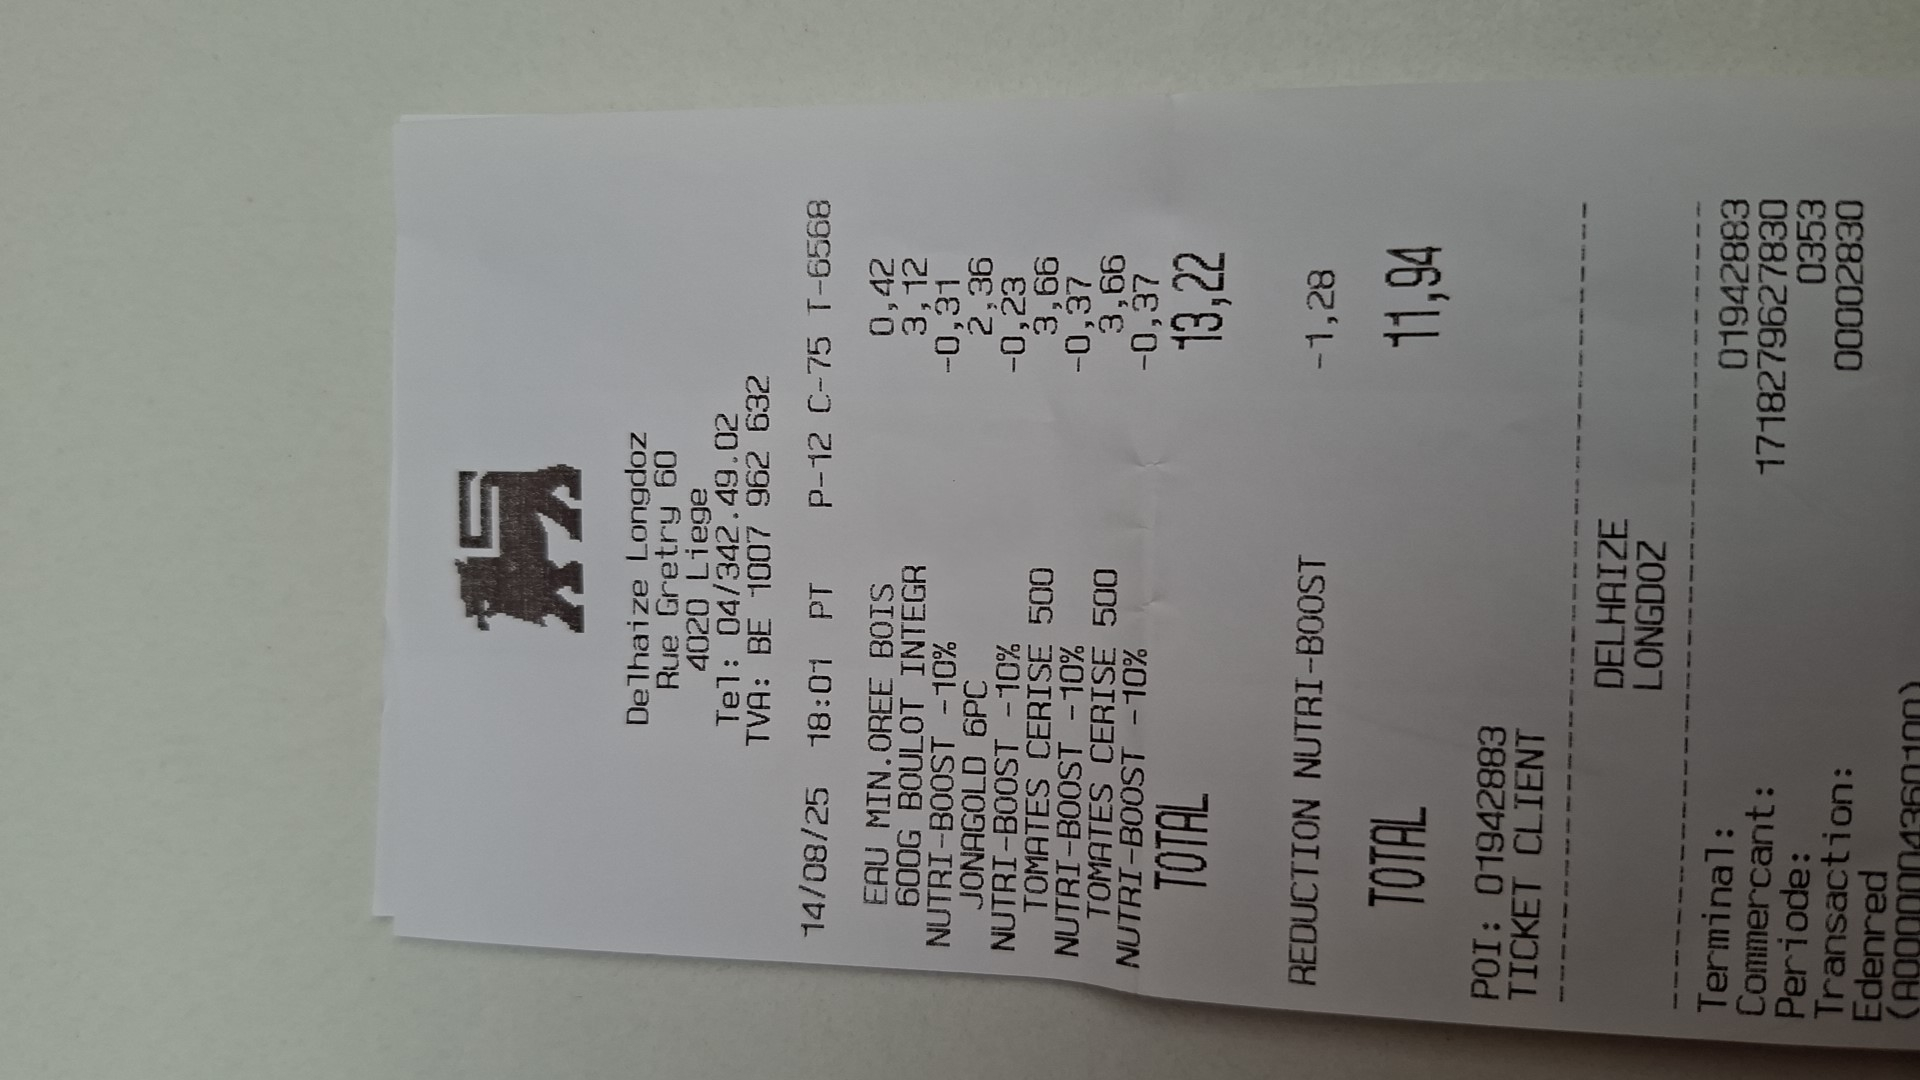 Delhaize Longdoz
Rue Gretry 60
4020 Liege
Tel: 04/342.49.02
TVA: BE 1007 962 632
14/08/25 18:01 PT P-12 C-75 T-6568
EAU MIN.OREE BOIS 0,42
600G BOULOT INTEGR 3,12
NUTRI-BOOST -10% -0,31
JONAGOLD 6PC 2,36
NUTRI-BOOST -10% -0,23
TOMATES CERISE 500 3,66
NUTRI-BOOST -10% -0,37
TOMATES CERISE 500 3,66
NUTRI-BOOST -10% -0,37
TOTAL 13,22
REDUCTION NUTRI-BOOST -1,28
TOTAL 11,94
POI: 01942883
TICKET CLIENT
DELHAIZE
LONGDOZ
Terminal: 01942883
Commercant: 1718279627830
Periode: 0353
Transaction: 00002830
Edenred
(A0000004360100)